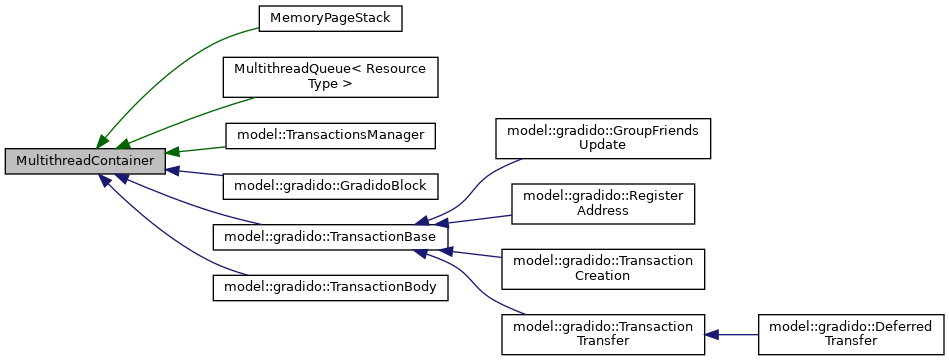 MemoryPageStack
MultithreadQueue< Resource
Type >
model::TransactionsManager
MultithreadContainer
model::gradido::GradidoBlock
model::gradido::TransactionBase
model::gradido::TransactionBody
model::gradido::GroupFriends
Update
model::gradido::Register
Address
model::gradido::Transaction
Creation
model::gradido::Transaction
Transfer
model::gradido::Deferred
Transfer